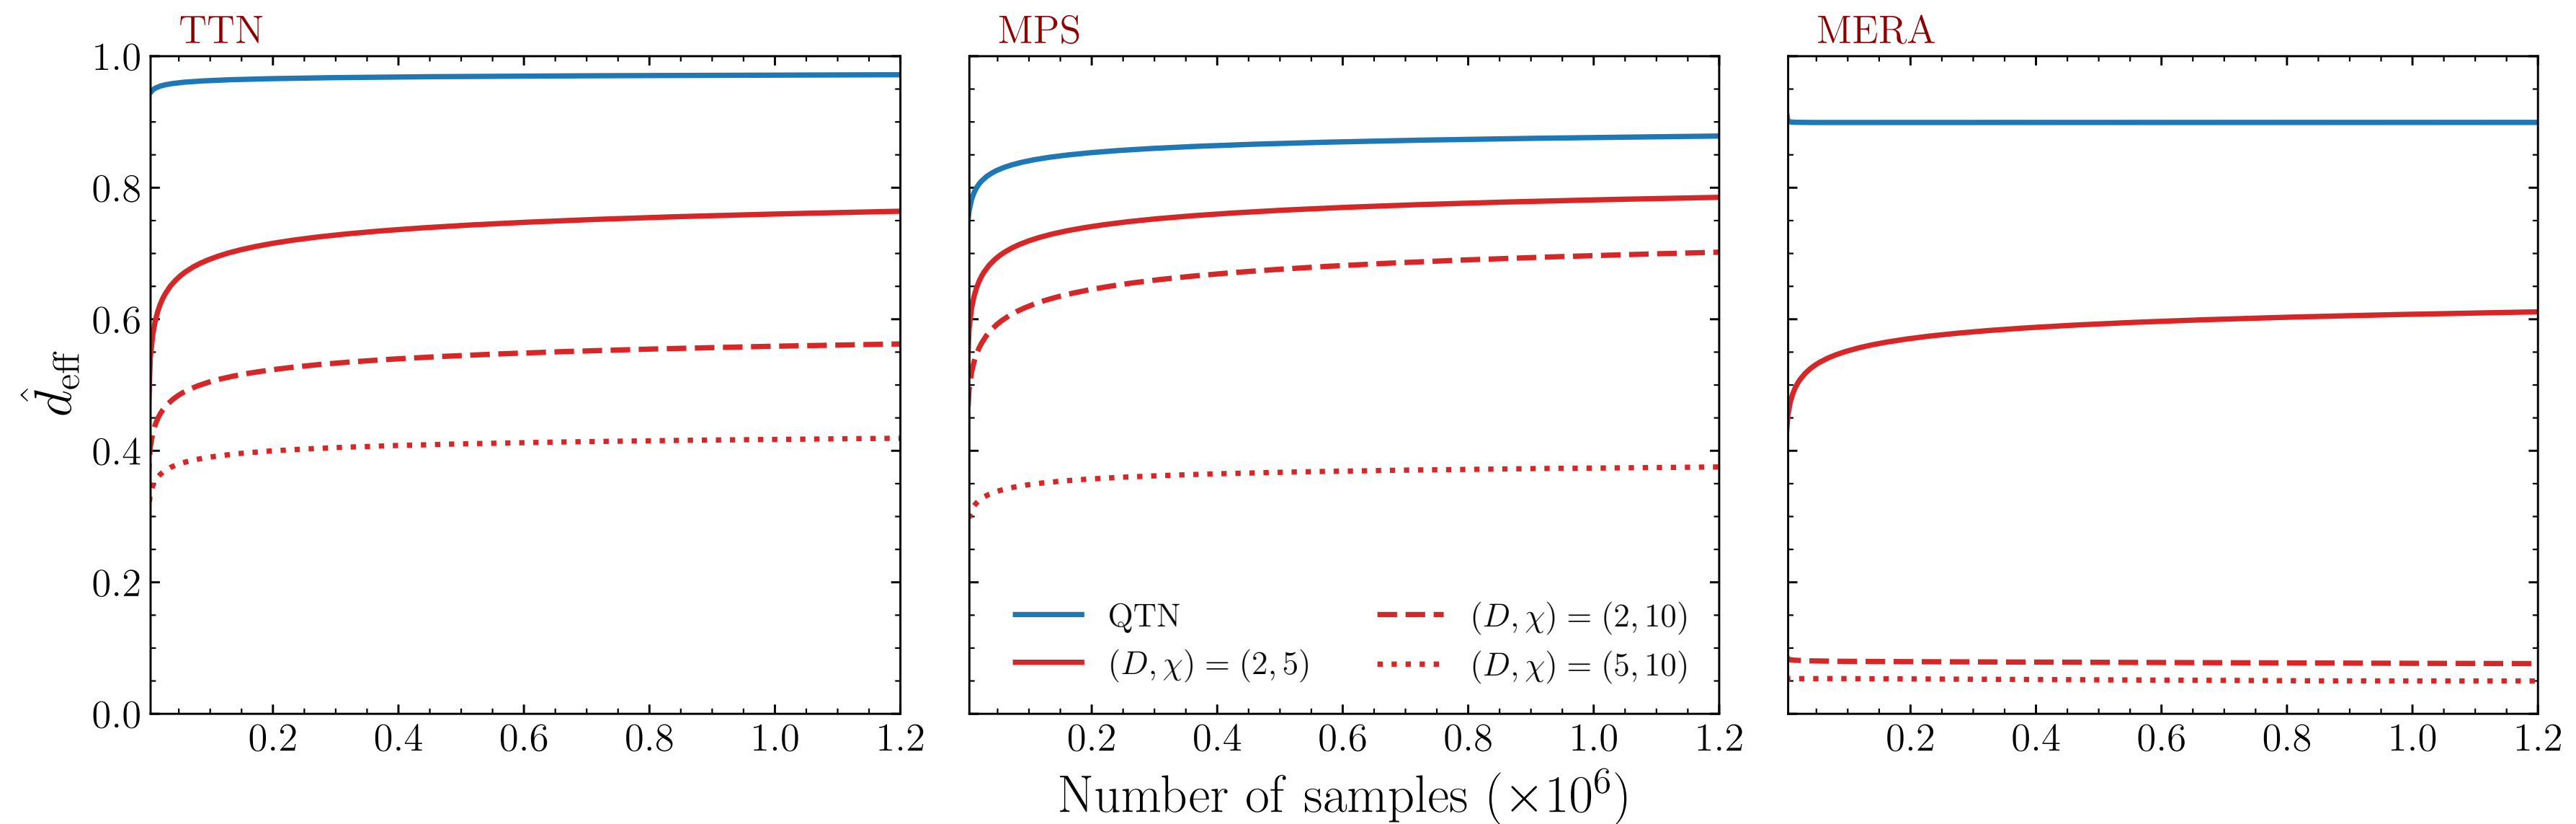 TTN
MPS
MERA
1.0
0.8
0.6
0.4
0.2
0.0
d̂_eff
QTN
(D, χ) = (2, 5)
(D, χ) = (2, 10)
(D, χ) = (5, 10)
0.2 0.4 0.6 0.8 1.0 1.2
0.2 0.4 0.6 0.8 1.0 1.2
0.2 0.4 0.6 0.8 1.0 1.2
Number of samples (×10⁶)